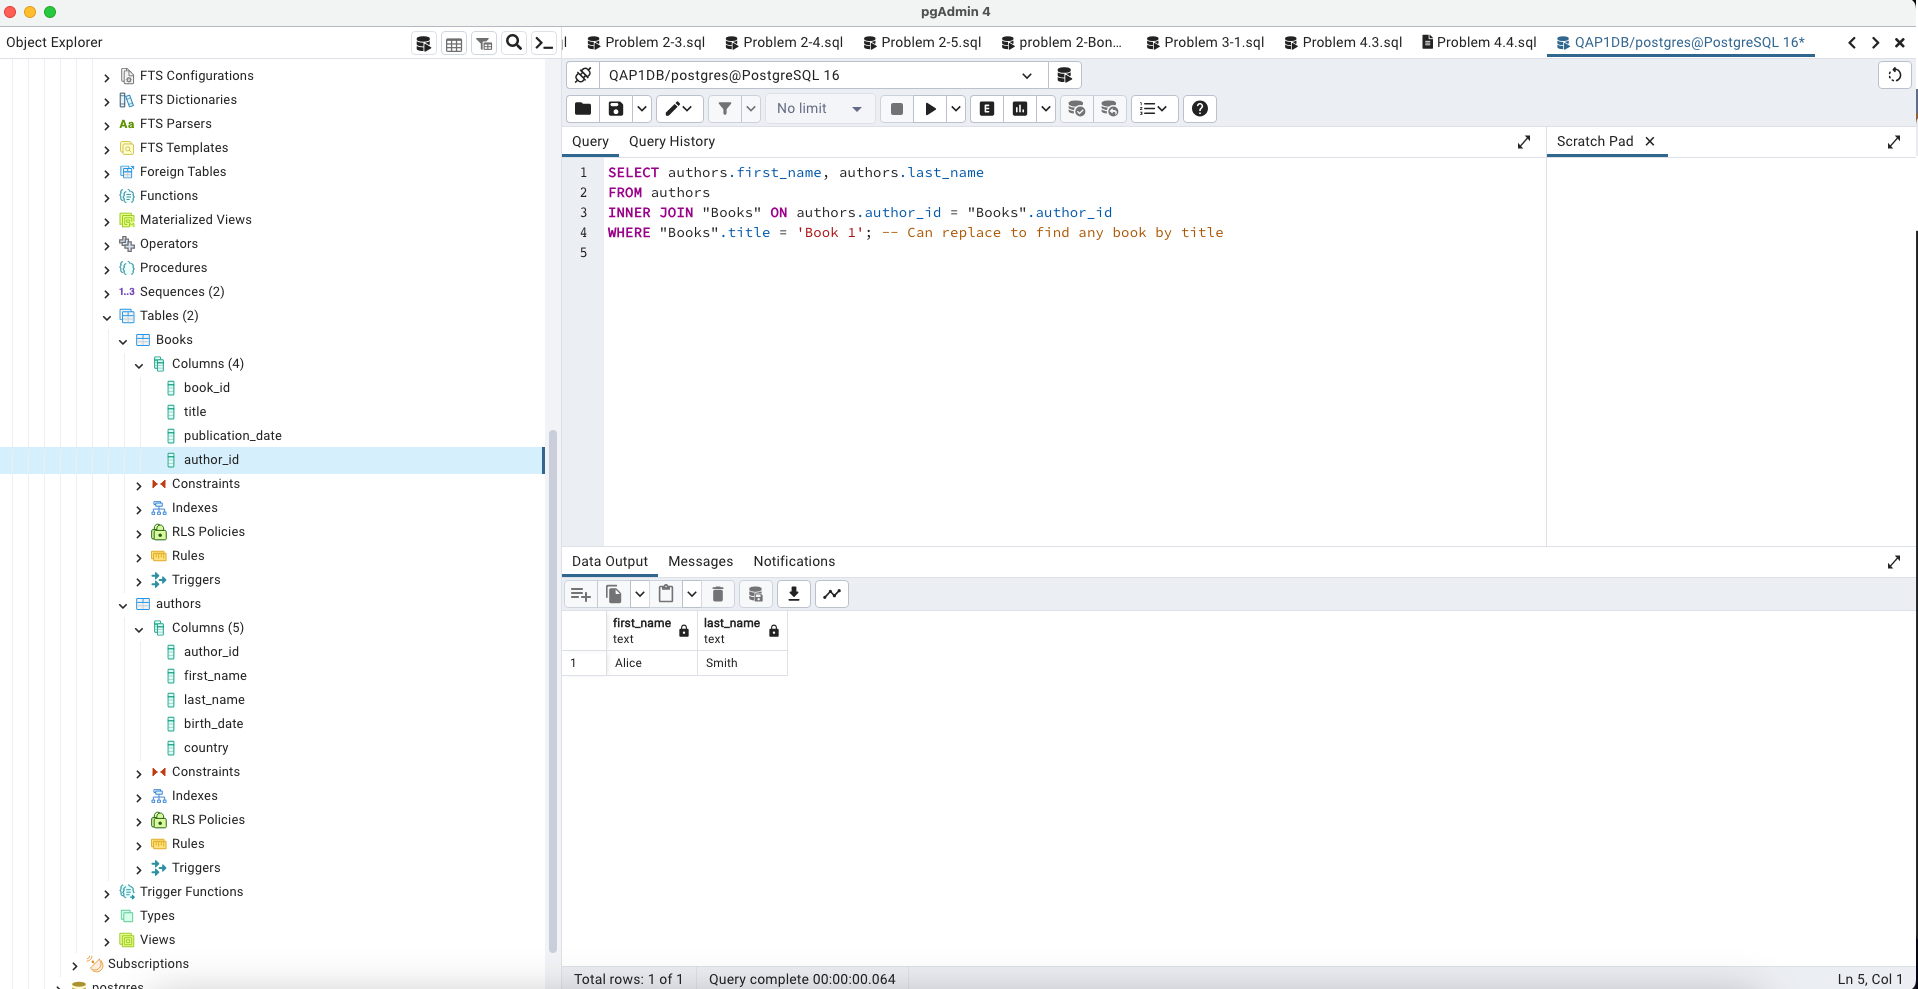 pgAdmin 4
Object Explorer
Problem 2-3.sql
Problem 2-4.sql
Problem 2-5.sql
problem 2-Bon...
Problem 3-1.sql
Problem 4.3.sql
Problem 4.4.sql
QAP1DB/postgres@PostgreSQL 16*
FTS Configurations
FTS Dictionaries
Aa FTS Parsers
FTS Templates
Foreign Tables
Functions
Materialized Views
Operators
Procedures
1..3 Sequences (2)
Tables (2)
Books
Columns (4)
book_id
title
publication_date
author_id
Constraints
Indexes
RLS Policies
Rules
Triggers
authors
Columns (5)
author_id
first_name
last_name
birth_date
country
Constraints
Indexes
RLS Policies
Rules
Triggers
Trigger Functions
Types
Views
Subscriptions
postgres
QAP1DB/postgres@PostgreSQL 16
No limit
E
Query
Query History
Scratch Pad
1 SELECT authors.first_name, authors.last_name
2 FROM authors
3 INNER JOIN "Books" ON authors.author_id = "Books".author_id
4 WHERE "Books".title = 'Book 1'; -- Can replace to find any book by title
5
Data Output
Messages
Notifications
first_name last_name
text text
1 Alice Smith
Total rows: 1 of 1
Query complete 00:00:00.064
Ln 5, Col 1